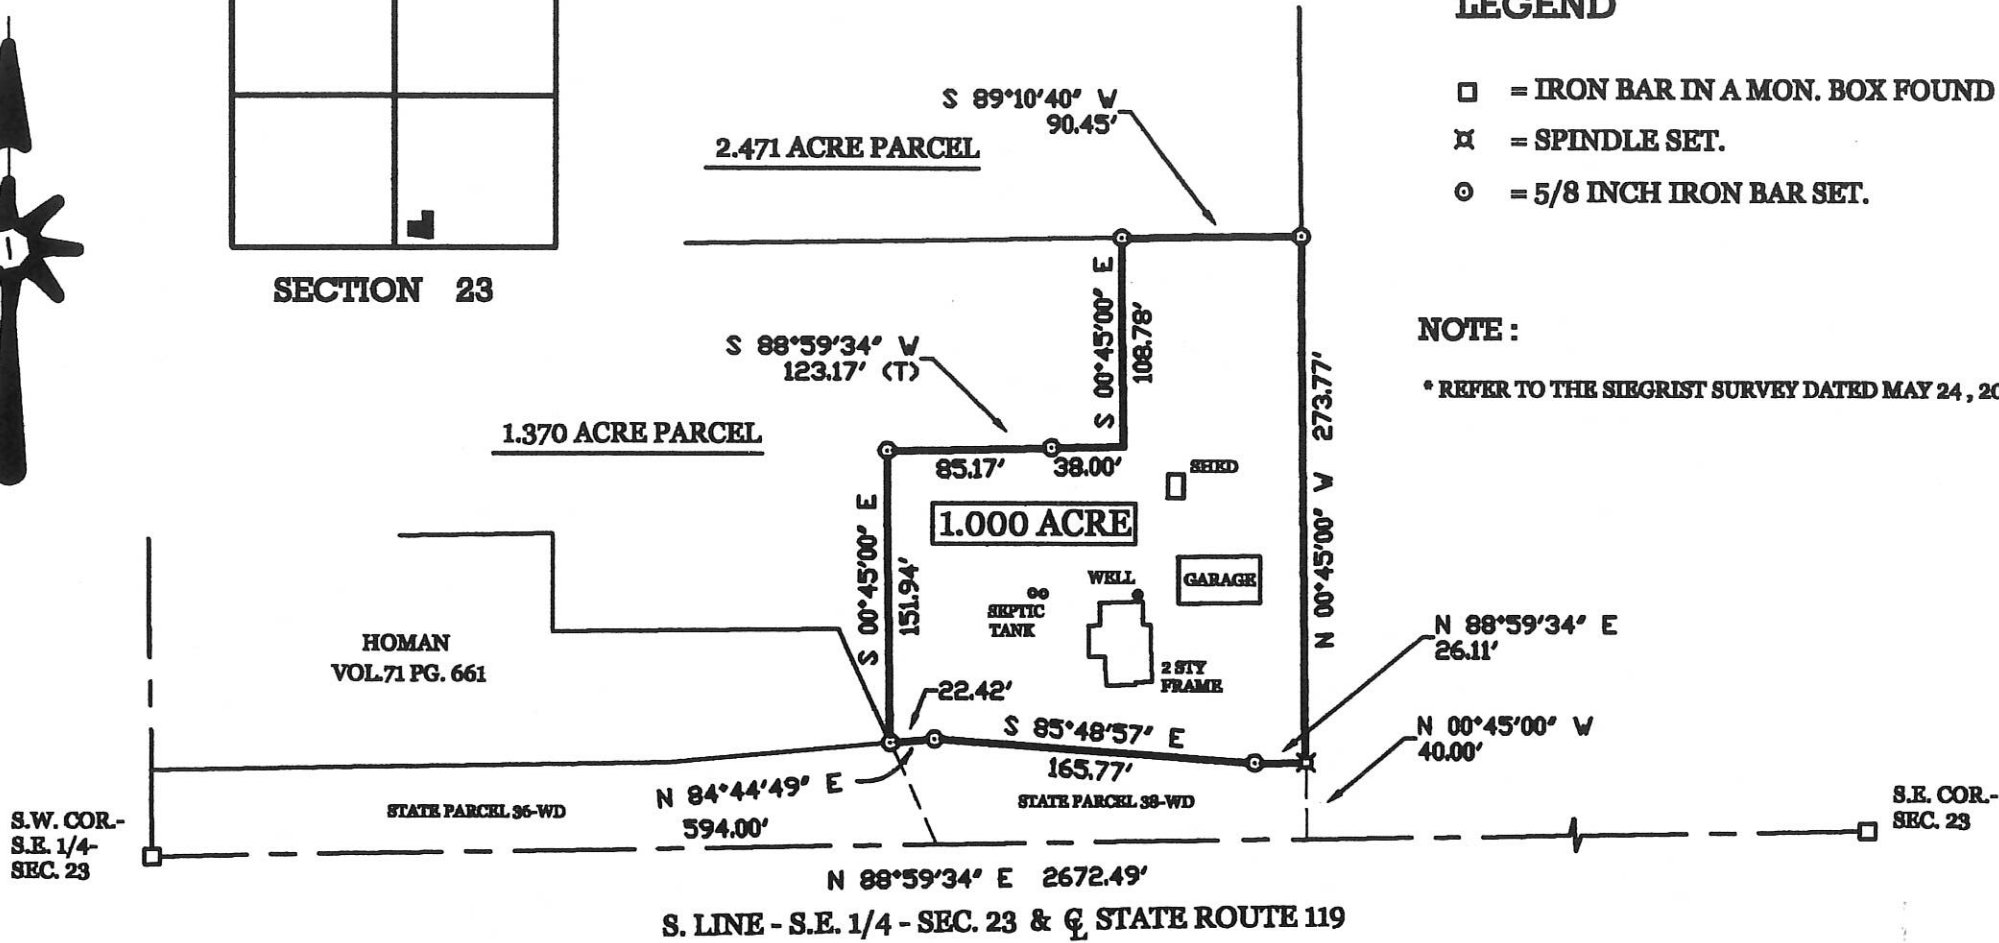 LEGEND
= IRON BAR IN A MON. BOX FOUND
= SPINDLE SET.
= 5/8 INCH IRON BAR SET.
SECTION 23
S 89°10'40" W
90.45'
2.471 ACRE PARCEL
NOTE :
* REFER TO THE SIEGRIST SURVEY DATED MAY 24 , 20
S 88°59'34" W
123.17' (T)
S 00°45'00" E
108.78'
N 00°45'00" W 273.77'
1.370 ACRE PARCEL
85.17'
38.00'
SHED
1.000 ACRE
S 00°45'00" E
151.94'
WELL
GARAGE
SEPTIC
TANK
2 STY
FRAME
HOMAN
VOL.71 PG. 661
N 88°59'34" E
26.11'
22.42'
S 85°48'57" E
165.77'
N 00°45'00" W
40.00'
N 84°44'49" E
594.00'
STATE PARCEL 36-WD
STATE PARCEL 38-WD
S.W. COR.-
S.E. 1/4-
SEC. 23
S.E. COR.-
SEC. 23
N 88°59'34" E 2672.49'
S. LINE - S.E. 1/4 - SEC. 23 & ℄ STATE ROUTE 119